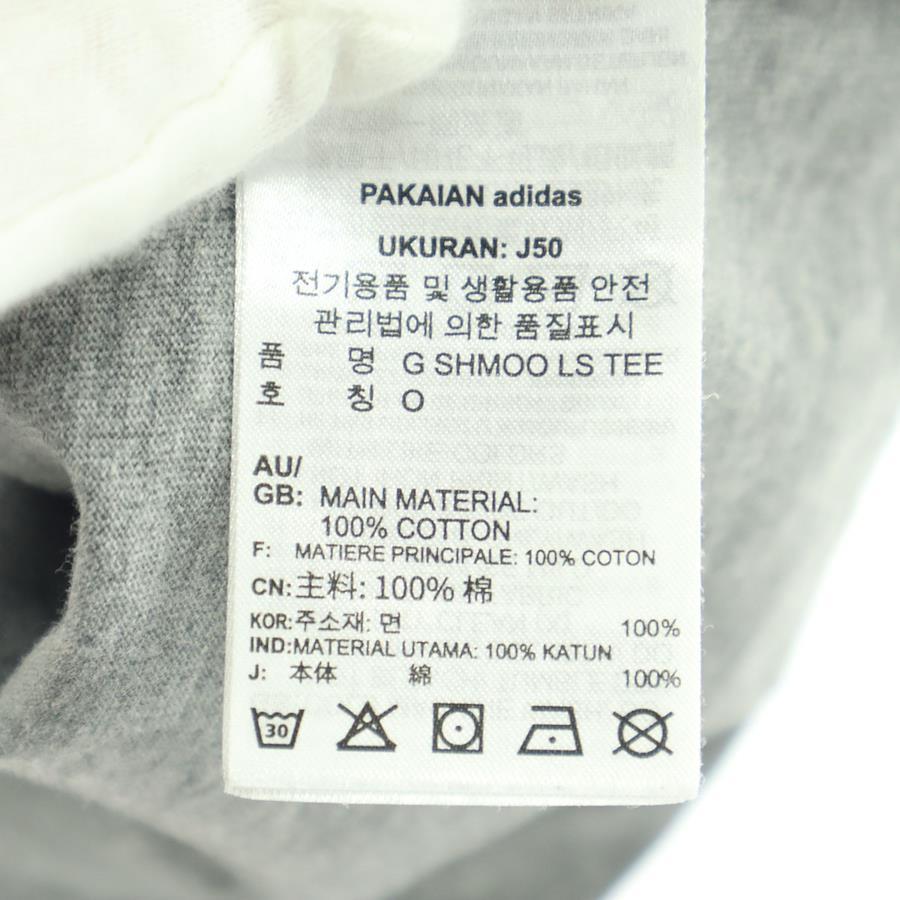 PAKAIAN adidas
UKURAN: J50
전기용품 및 생활용품 안전
관리법에 의한 품질표시
품 명 G SHMOO LS TEE
호 칭 O
AU/
GB: MAIN MATERIAL:
100% COTTON
F: MATIERE PRINCIPALE: 100% COTON
CN: 主料: 100% 棉
KOR: 주소재: 면 100%
IND: MATERIAL UTAMA: 100% KATUN
J: 本体 綿 100%
30